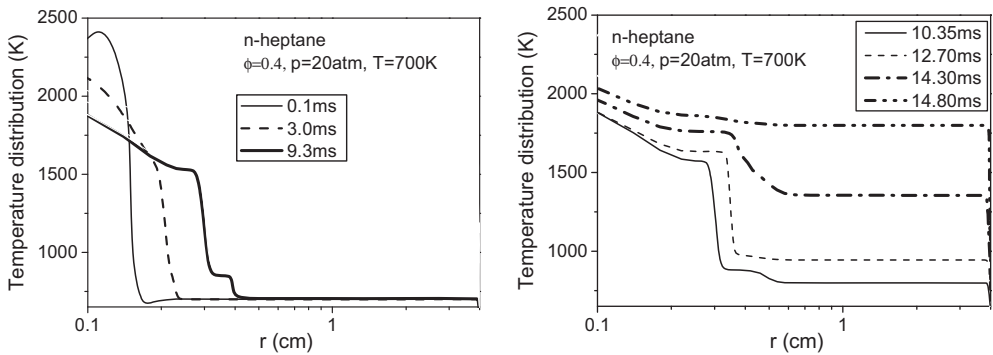 2500
2000
1500
1000
Temperature distribution (K)
n-heptane
ϕ=0.4, p=20atm, T=700K
0.1ms
3.0ms
9.3ms
0.1
1
r (cm)
2500
2000
1500
1000
Temperature distribution (K)
n-heptane
ϕ=0.4, p=20atm, T=700K
10.35ms
12.70ms
14.30ms
14.80ms
0.1
1
r (cm)